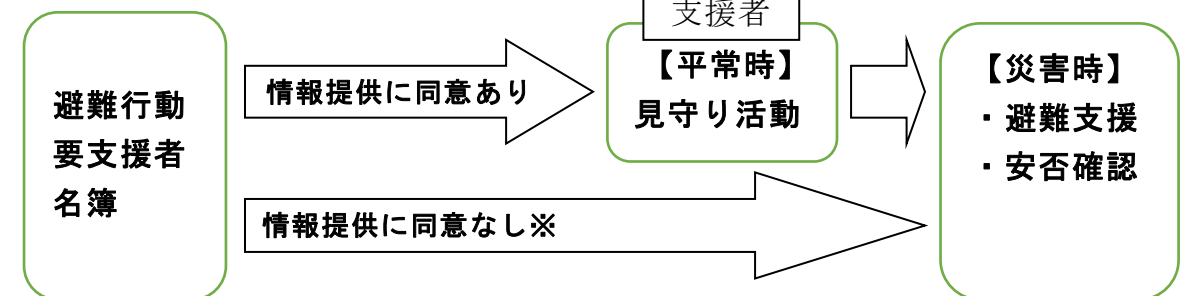 避難行動
要支援者
名簿
情報提供に同意あり
支援者
【平常時】
見守り活動
情報提供に同意なし※
【災害時】
・避難支援
・安否確認